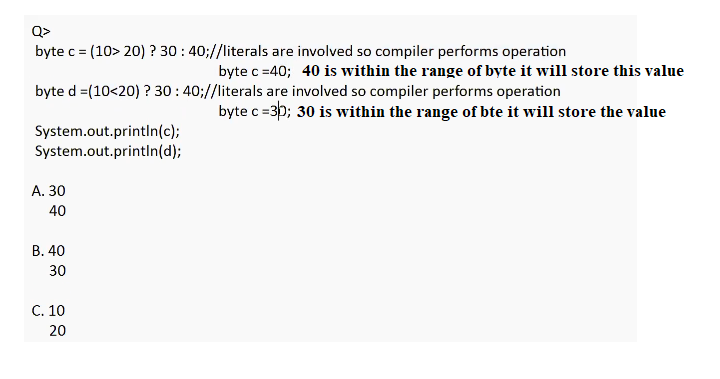 Q>
byte c = (10> 20) ? 30 : 40;//literals are involved so compiler performs operation
byte c =40; 40 is within the range of byte it will store this value
byte d =(10<20) ? 30 : 40;//literals are involved so compiler performs operation
byte c =30; 30 is within the range of bte it will store the value
System.out.println(c);
System.out.println(d);
A. 30
40
B. 40
30
C. 10
20